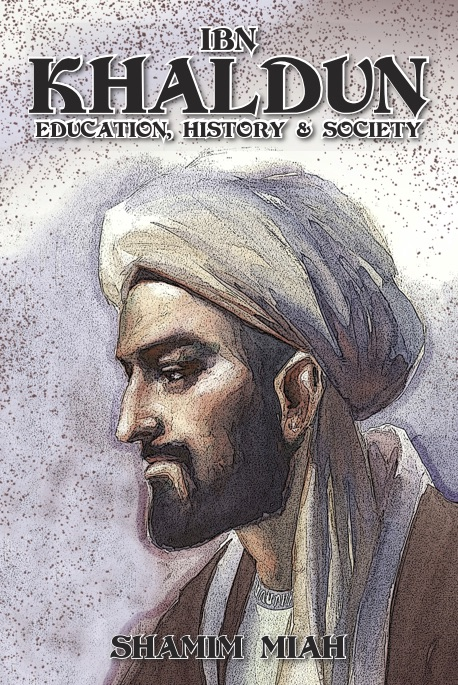 IBN
KHALDUN
EDUCATION, HISTORY & SOCIETY
SHAMIM MIAH